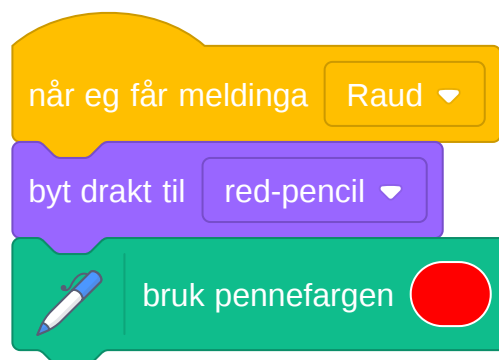 når eg får meldinga Raud
byt drakt til red-pencil
bruk pennefargen